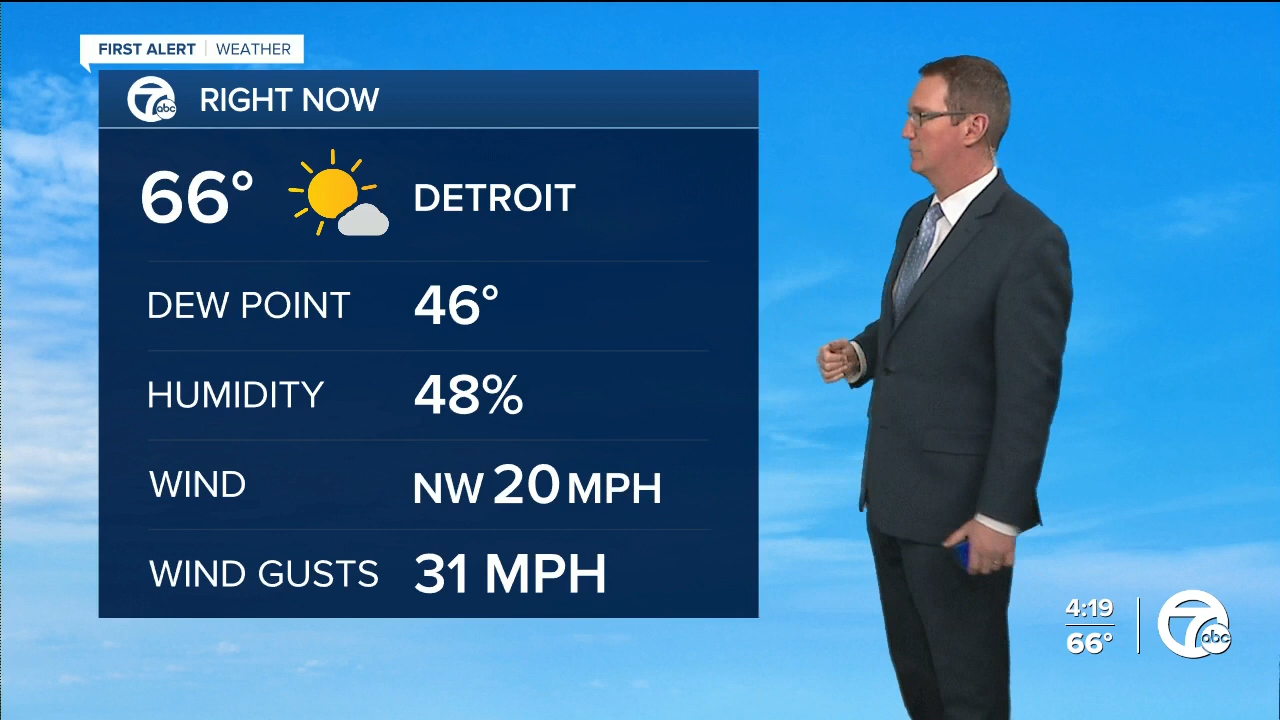 FIRST ALERT | WEATHER
7abc RIGHT NOW
66° DETROIT
DEW POINT 46°
HUMIDITY 48%
WIND NW 20 MPH
WIND GUSTS 31 MPH
4:19
66°
7abc